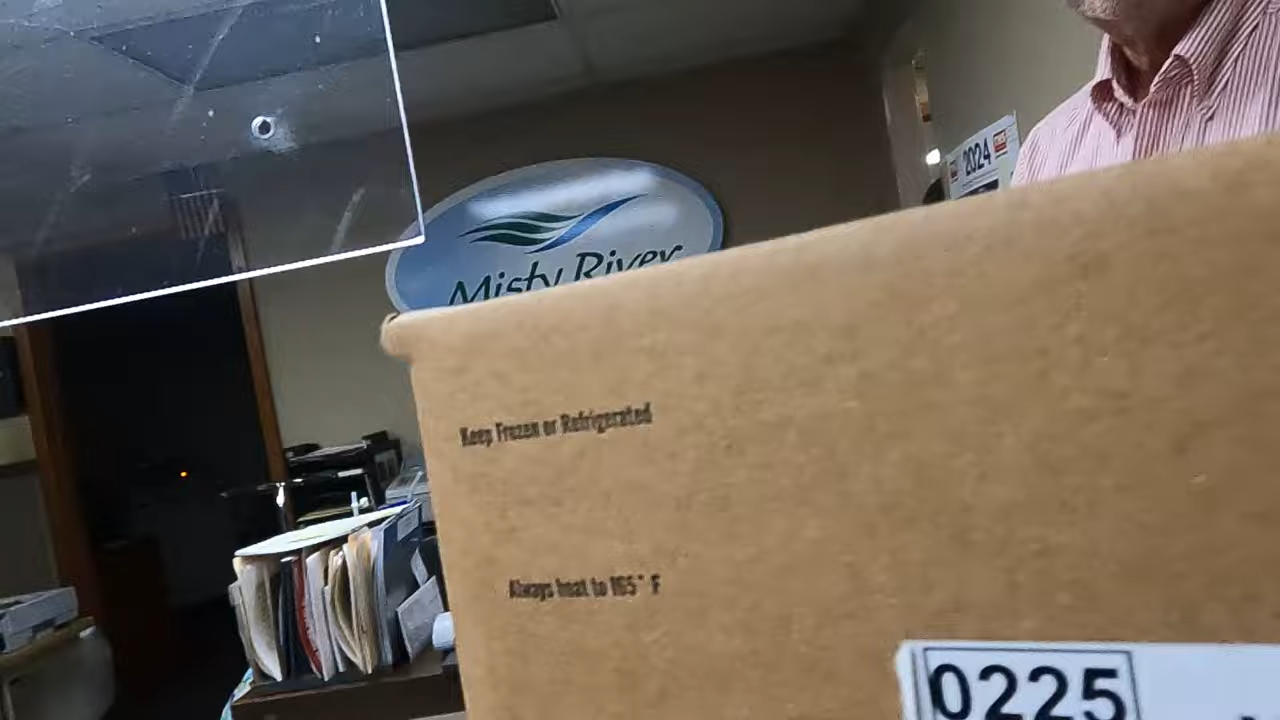 2024
Misty River
Keep Frozen or Refrigerated
Always heat to 165° F
0225